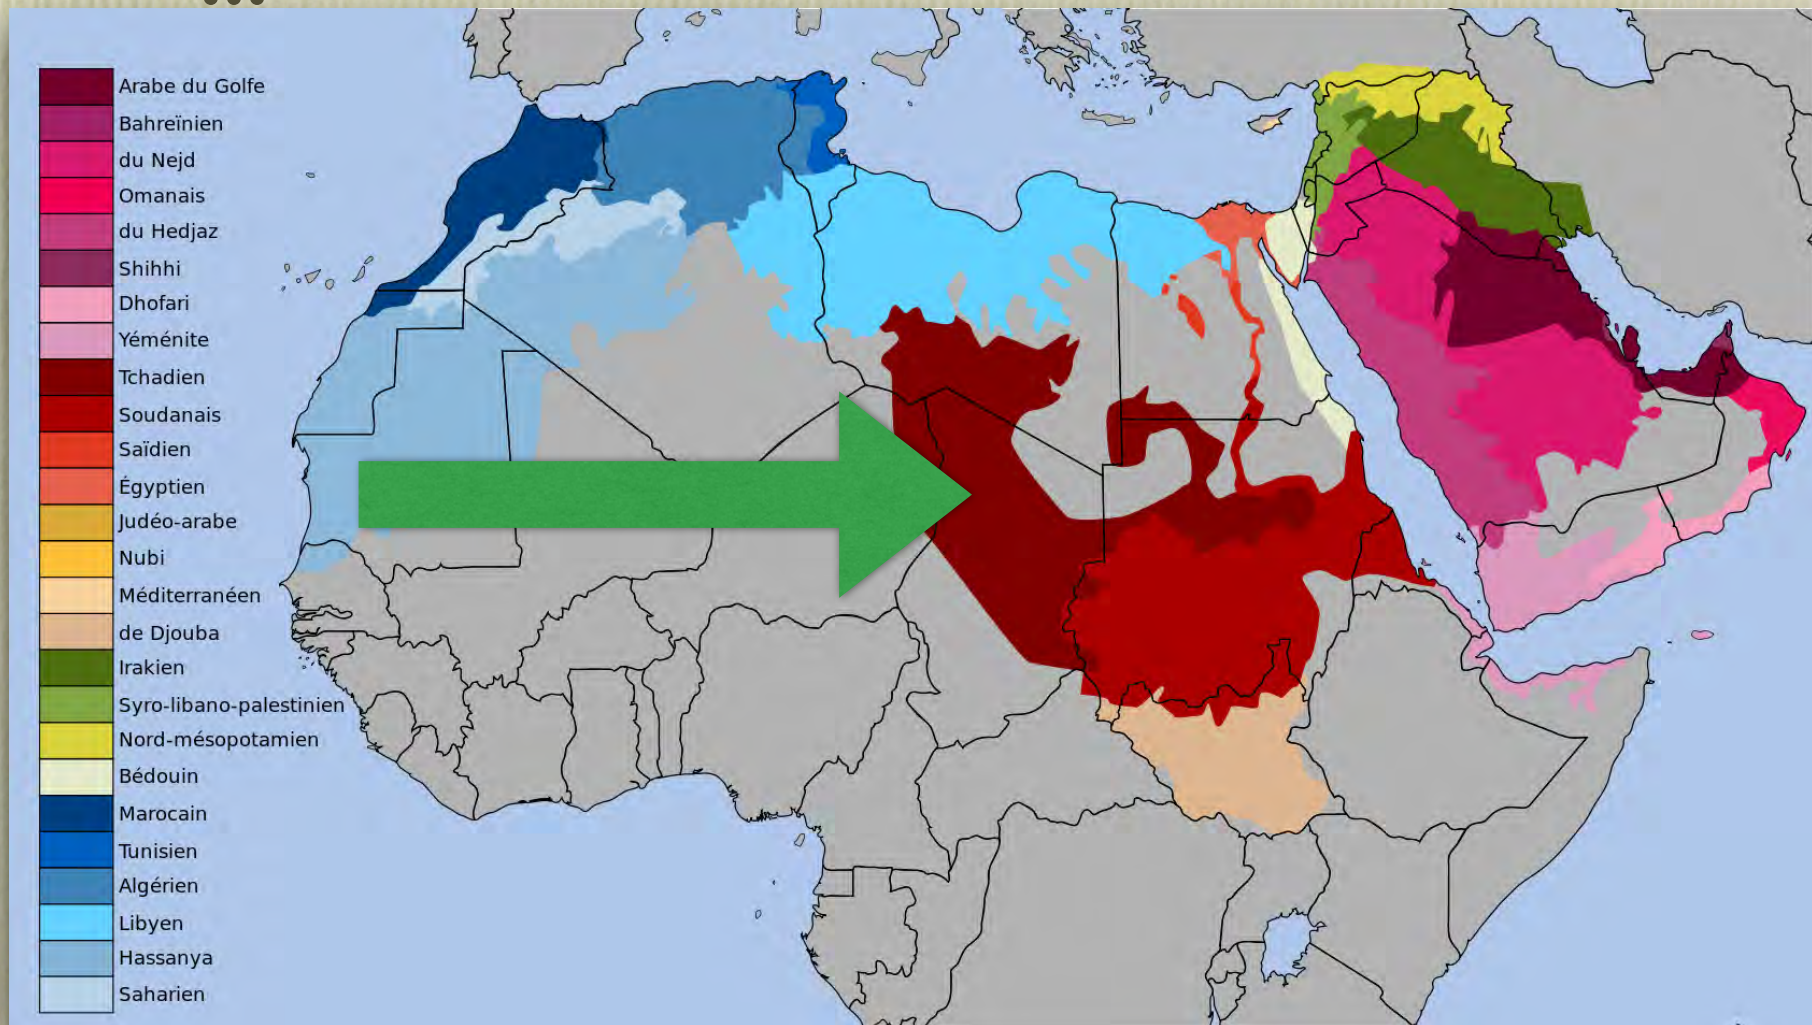 Arabe du Golfe
Bahreïnien
du Nejd
Omanais
du Hedjaz
Shihhi
Dhofari
Yéménite
Tchadien
Soudanais
Saïdien
Égyptien
Judéo-arabe
Nubi
Méditerranéen
de Djouba
Irakien
Syro-libano-palestinien
Nord-mésopotamien
Bédouin
Marocain
Tunisien
Algérien
Libyen
Hassanya
Saharien